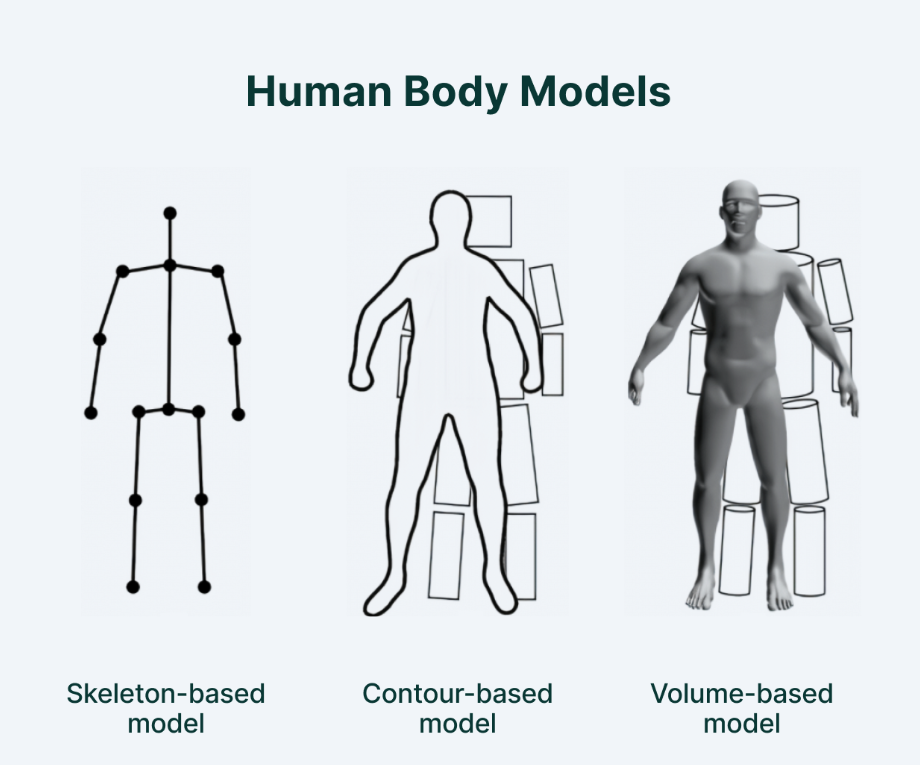 Human Body Models
Skeleton-based
model
Contour-based
model
Volume-based
model